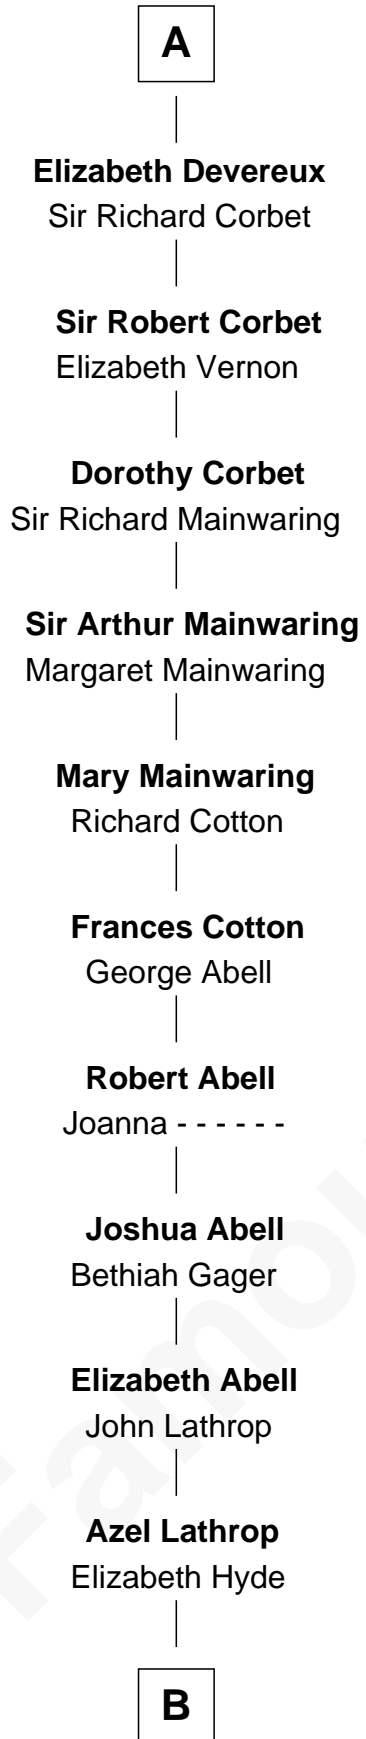 A
Elizabeth Devereux
Sir Richard Corbet
Sir Robert Corbet
Elizabeth Vernon
Dorothy Corbet
Sir Richard Mainwaring
Sir Arthur Mainwaring
Margaret Mainwaring
Mary Mainwaring
Richard Cotton
Frances Cotton
George Abell
Robert Abell
Joanna - - - - - -
Joshua Abell
Bethiah Gager
Elizabeth Abell
John Lathrop
Azel Lathrop
Elizabeth Hyde
B